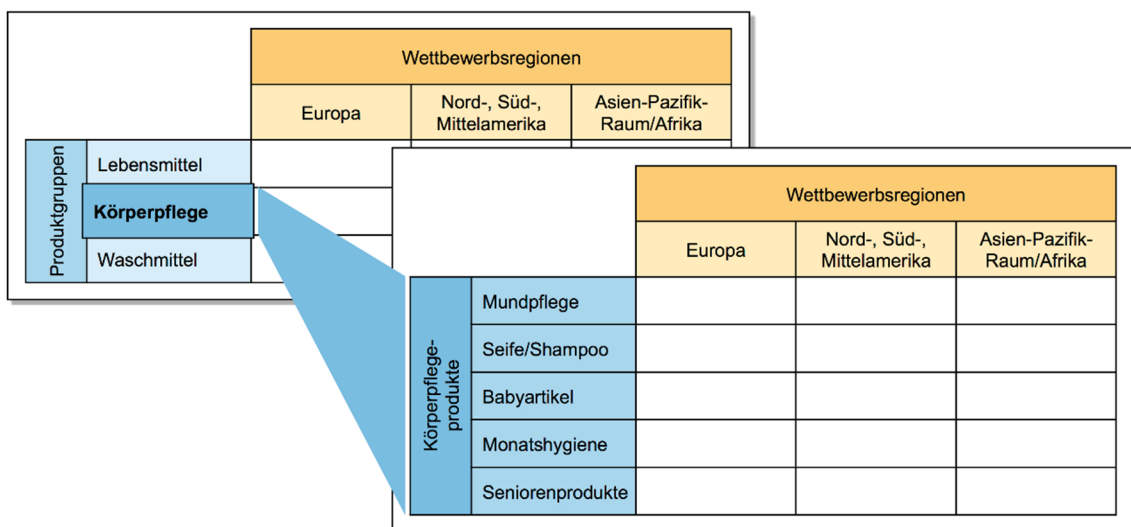 Wettbewerbsregionen
Europa
Nord-, Süd-,
Mittelamerika
Asien-Pazifik-
Raum/Afrika
Produktgruppen
Lebensmittel
Körperpflege
Waschmittel
Wettbewerbsregionen
Europa
Nord-, Süd-,
Mittelamerika
Asien-Pazifik-
Raum/Afrika
Körperpflege-
produkte
Mundpflege
Seife/Shampoo
Babyartikel
Monatshygiene
Seniorenprodukte